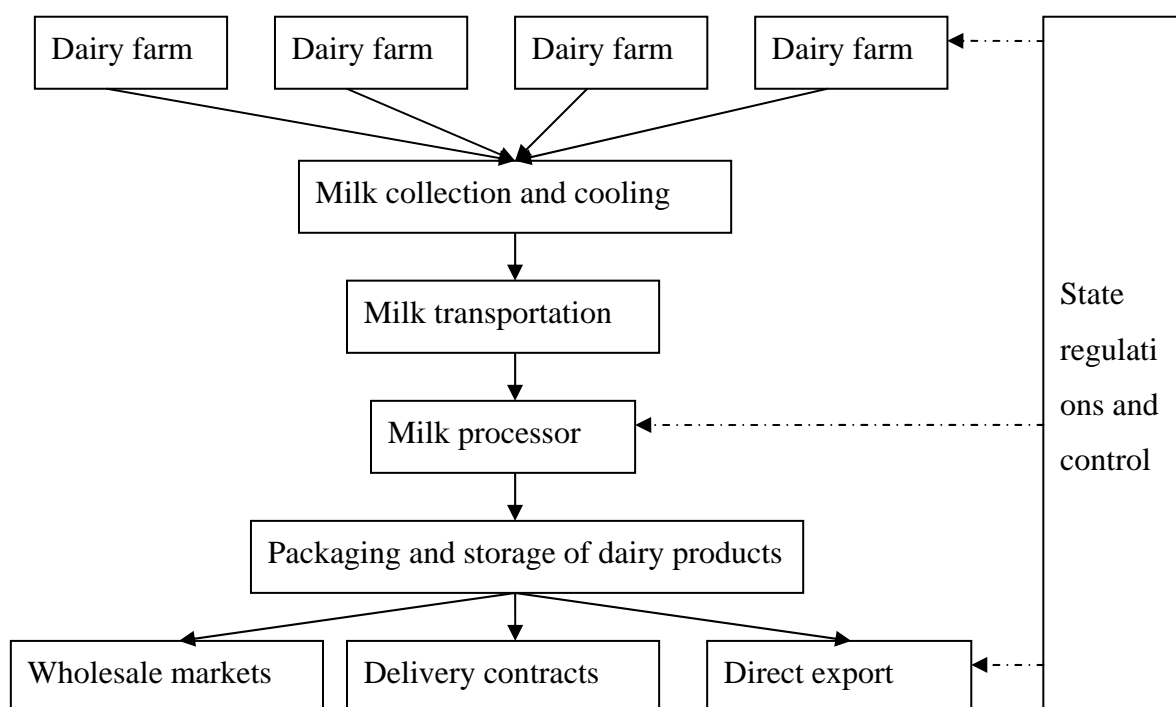 Dairy farm
Dairy farm
Dairy farm
Dairy farm
Milk collection and cooling
Milk transportation
Milk processor
Packaging and storage of dairy products
Wholesale markets
Delivery contracts
Direct export
State
regulati
ons and
control